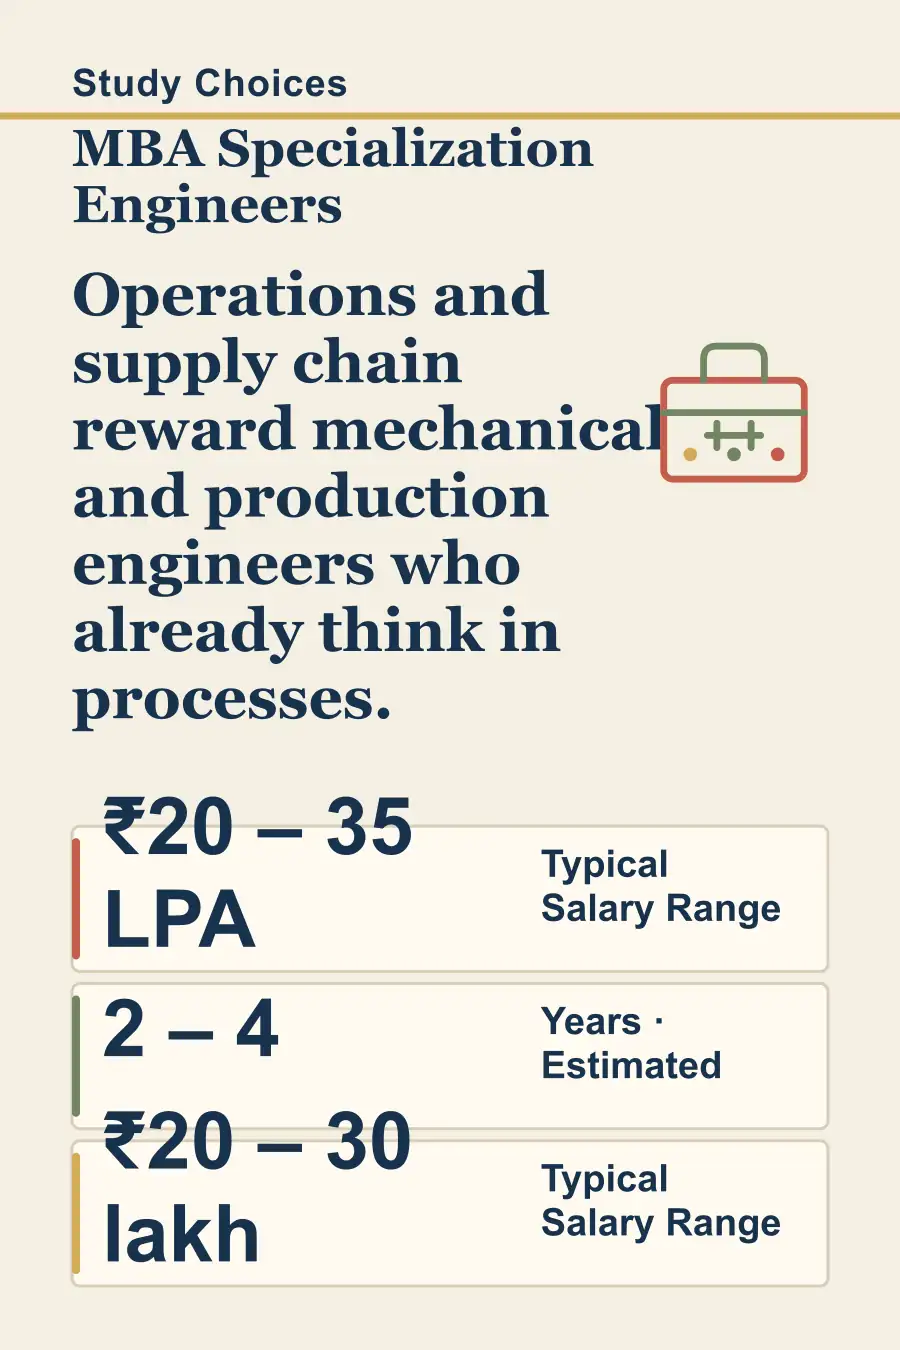 Study Choices
MBA Specialization
Engineers
Operations and
supply chain
reward mechanical
and production
engineers who
already think in
processes.
₹20 – 35
LPA
Typical
Salary Range
2 – 4
Years ·
Estimated
₹20 – 30
lakh
Typical
Salary Range